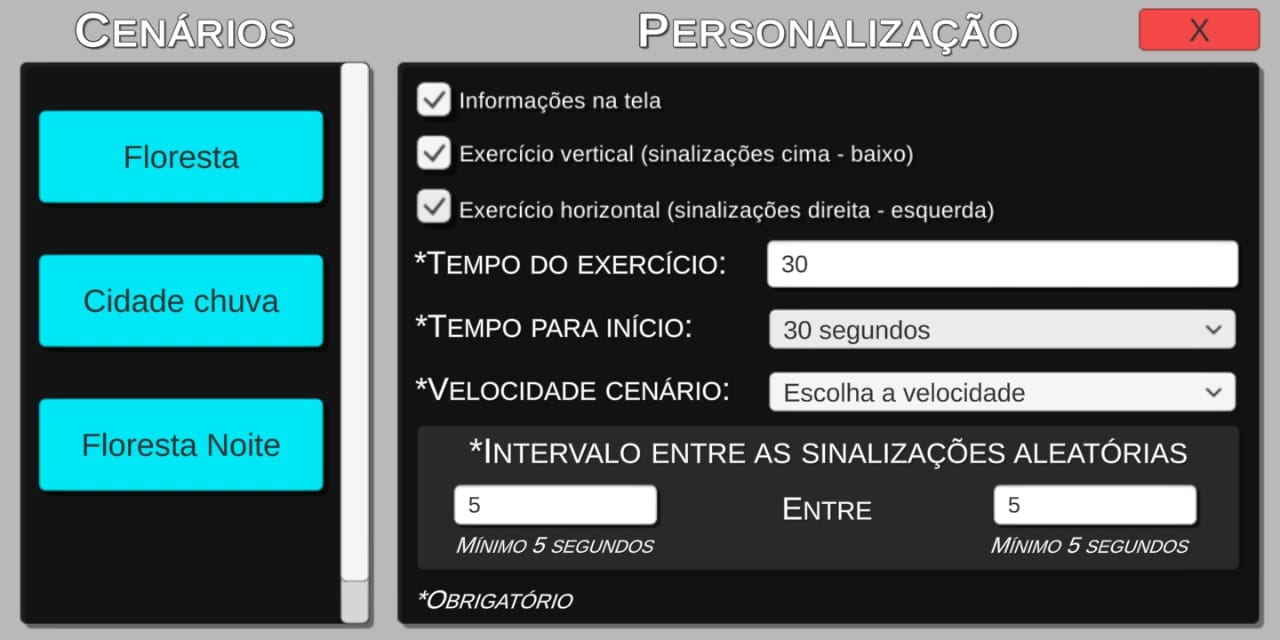 CENÁRIOS
Floresta
Cidade chuva
Floresta Noite
PERSONALIZAÇÃO
X
Informações na tela
Exercício vertical (sinalizações cima - baixo)
Exercício horizontal (sinalizações direita - esquerda)
*TEMPO DO EXERCÍCIO: 30
*TEMPO PARA INÍCIO: 30 segundos
*VELOCIDADE CENÁRIO: Escolha a velocidade
*INTERVALO ENTRE AS SINALIZAÇÕES ALEATÓRIAS
5 ENTRE 5
MÍNIMO 5 SEGUNDOS MÍNIMO 5 SEGUNDOS
*OBRIGATÓRIO